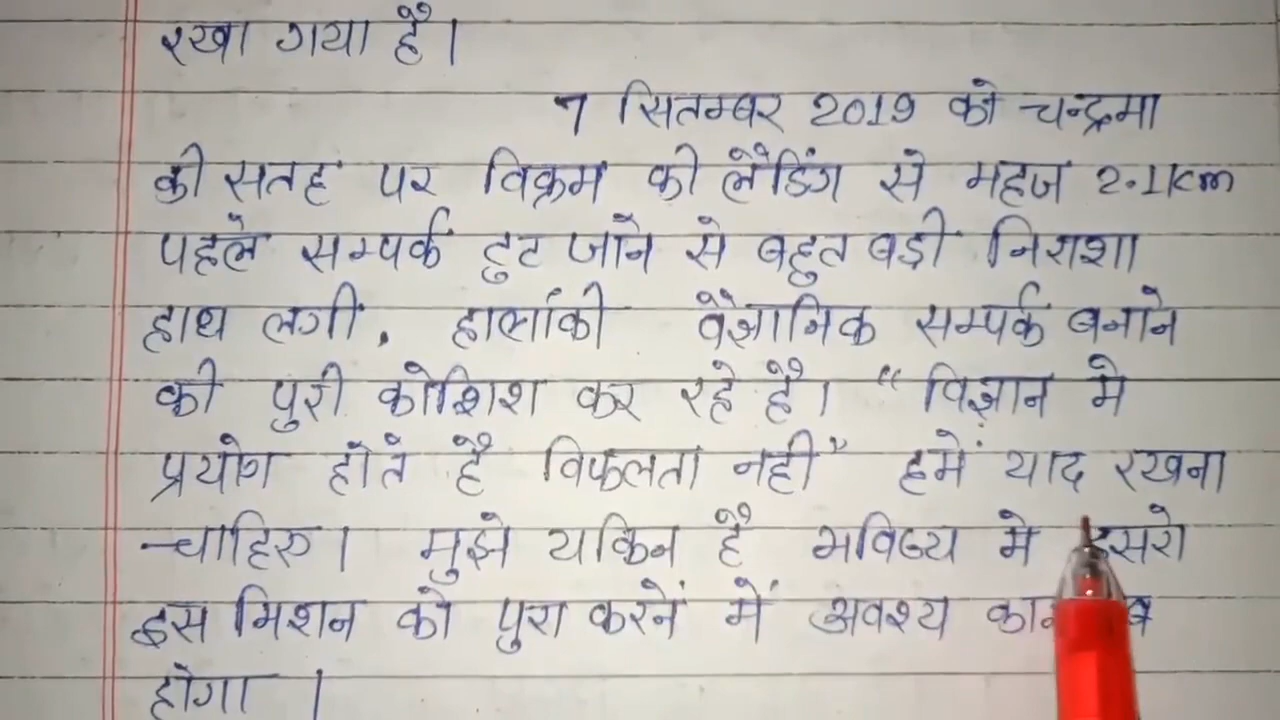 रखा गया है।
7 सितम्बर 2019 को चन्द्रमा
की सतह पर विक्रम की लैंडिंग से महज 2.1km
पहले सम्पर्क टुट जाने से बहुत बड़ी निराशा
हाथ लगी, हालांकी वैज्ञानिक सम्पर्क बनाने
की पुरी कोशिश कर रहे है। "विज्ञान मे
प्रयोग होते है विफलता नही" हमें याद रखना
चाहिए। मुझे यकिन है भविष्य मे इसरो
इस मिशन को पुरा करनें में अवश्य
होगा ।